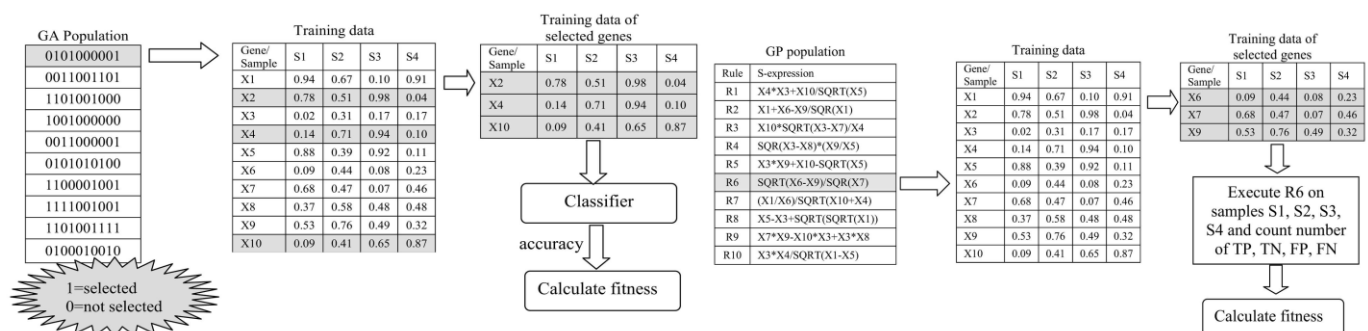 GA Population
0101000001
0011001101
1101001000
1001000000
0011000001
0101010100
1100001001
1111001001
1101001111
0100010010
1=selected
0=not selected
Training data
Gene/ Sample S1 S2 S3 S4
X1 0.94 0.67 0.10 0.91
X2 0.78 0.51 0.98 0.04
X3 0.02 0.31 0.17 0.17
X4 0.14 0.71 0.94 0.10
X5 0.88 0.39 0.92 0.11
X6 0.09 0.44 0.08 0.23
X7 0.68 0.47 0.07 0.46
X8 0.37 0.58 0.48 0.48
X9 0.53 0.76 0.49 0.32
X10 0.09 0.41 0.65 0.87
Training data of
selected genes
Gene/ Sample S1 S2 S3 S4
X2 0.78 0.51 0.98 0.04
X4 0.14 0.71 0.94 0.10
X10 0.09 0.41 0.65 0.87
Classifier
accuracy
Calculate fitness
GP population
Rule S-expression
R1 X4*X3+X10/SQRT(X5)
R2 X1+X6-X9/SQR(X1)
R3 X10*SQRT(X3-X7)/X4
R4 SQR(X3-X8)*(X9/X5)
R5 X3*X9+X10-SQRT(X5)
R6 SQRT(X6-X9)/SQR(X7)
R7 (X1/X6)/SQRT(X10+X4)
R8 X5-X3+SQRT(SQRT(X1))
R9 X7*X9-X10*X3+X3*X8
R10 X3*X4/SQRT(X1-X5)
Training data
Gene/ Sample S1 S2 S3 S4
X1 0.94 0.67 0.10 0.91
X2 0.78 0.51 0.98 0.04
X3 0.02 0.31 0.17 0.17
X4 0.14 0.71 0.94 0.10
X5 0.88 0.39 0.92 0.11
X6 0.09 0.44 0.08 0.23
X7 0.68 0.47 0.07 0.46
X8 0.37 0.58 0.48 0.48
X9 0.53 0.76 0.49 0.32
X10 0.09 0.41 0.65 0.87
Training data of
selected genes
Gene/ Sample S1 S2 S3 S4
X6 0.09 0.44 0.08 0.23
X7 0.68 0.47 0.07 0.46
X9 0.53 0.76 0.49 0.32
Execute R6 on
samples S1, S2, S3,
S4 and count number
of TP, TN, FP, FN
Calculate fitness